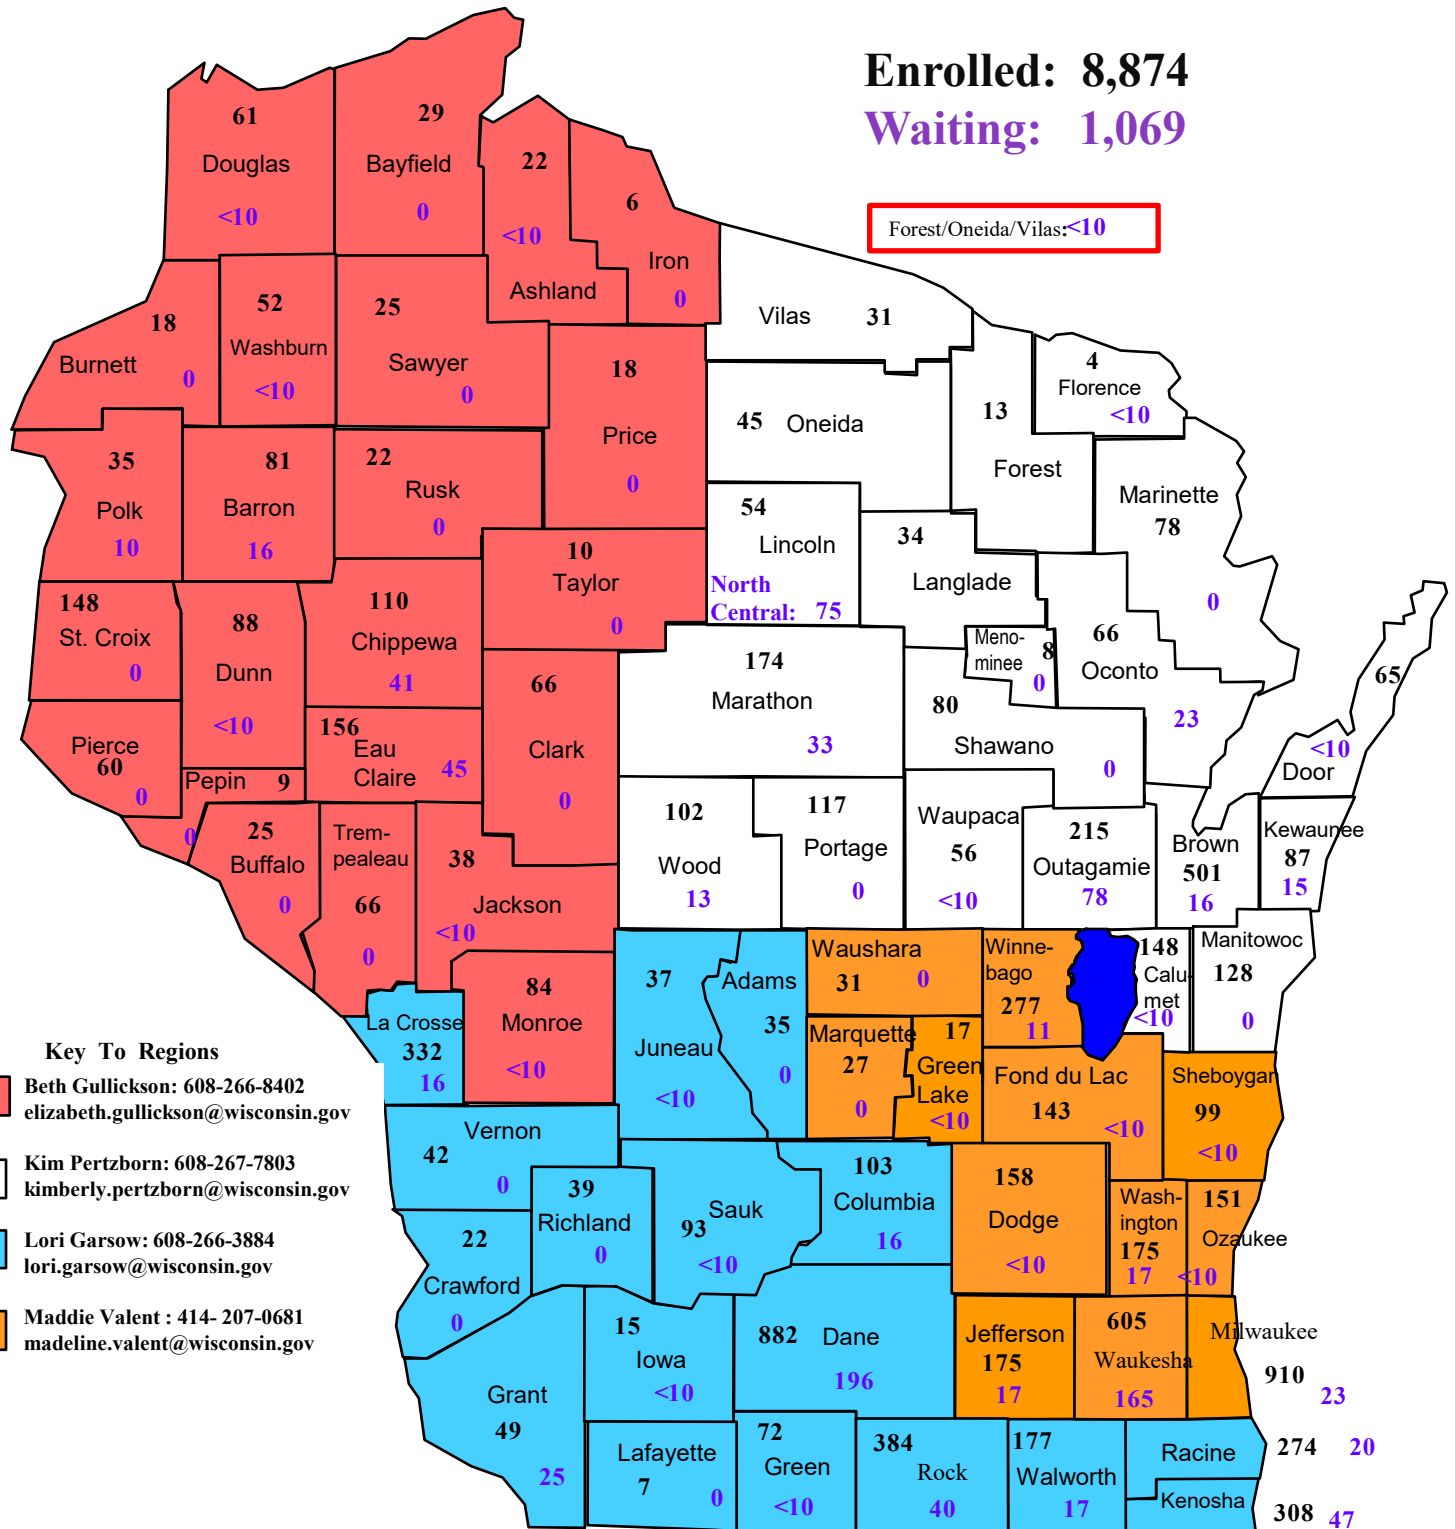 Enrolled: 8,874
Waiting: 1,069
Forest/Oneida/Vilas:<10
61
Douglas
<10
29
Bayfield
0
22
<10
Ashland
6
Iron
0
Vilas 31
18
Burnett
0
52
Washburn
<10
25
Sawyer
0
18
Price
0
45 Oneida
13
Forest
4
Florence
<10
Marinette
78
0
35
Polk
10
81
Barron
16
22
Rusk
0
10
Taylor
0
54
Lincoln
North
Central: 75
34
Langlade
148
St. Croix
0
88
Dunn
<10
110
Chippewa
41
66
Clark
0
174
Marathon
33
Meno-
minee
8
0
66
Oconto
23
80
Shawano
0
65
<10
Door
Pierce
60
0
Pepin 9
0
156
Eau
Claire
45
25
Buffalo
0
Trem-
pealeau
66
0
38
Jackson
<10
102
Wood
13
117
Portage
0
Waupaca
56
<10
215
Outagamie
78
Brown
501
16
Kewaunee
87
15
84
Monroe
<10
37
Juneau
<10
Adams
35
0
Waushara
31
0
Winne-
bago
277
11
148
Calu-
met
<10
Manitowoc
128
0
La Crosse
332
16
Marquette
27
0
17
Green
Lake
<10
Fond du Lac
143
<10
Sheboygan
99
<10
Key To Regions
Beth Gullickson: 608-266-8402
elizabeth.gullickson@wisconsin.gov
Kim Pertzborn: 608-267-7803
kimberly.pertzborn@wisconsin.gov
Lori Garsow: 608-266-3884
lori.garsow@wisconsin.gov
Maddie Valent : 414- 207-0681
madeline.valent@wisconsin.gov
Vernon
42
0
39
Richland
0
93
Sauk
<10
103
Columbia
16
158
Dodge
<10
Wash-
ington
175
17
151
Ozaukee
<10
22
Crawford
0
Grant
49
25
15
Iowa
<10
882 Dane
196
Jefferson
175
17
605
Waukesha
165
Milwaukee
910
23
Lafayette
7
0
72
Green
<10
384
Rock
40
177
Walworth
17
Racine
274 20
Kenosha
308 47